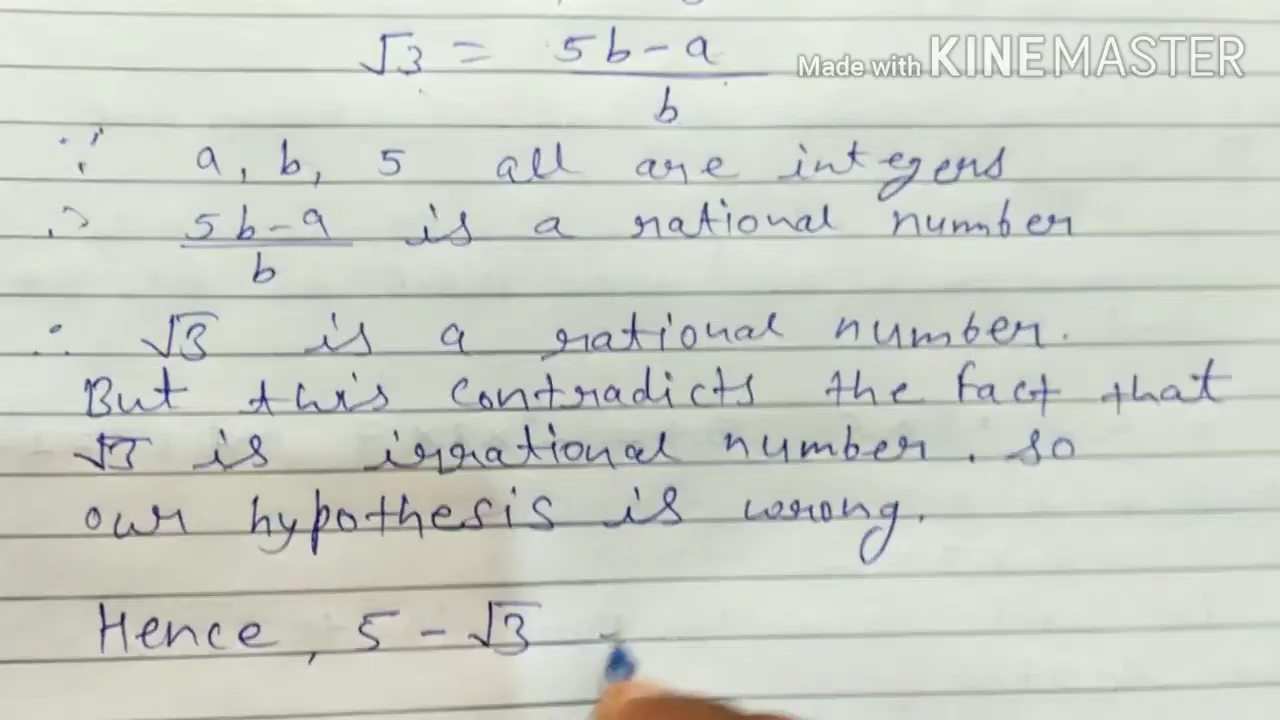 √3 = 5b-a
Made with KINEMASTER
b
∵ a, b, 5 all are integers
∴ 5b-a is a rational number
b
∴ √3 is a rational number.
But this contradicts the fact that
√3 is irrational number. so
our hypothesis is wrong.
Hence, 5 - √3